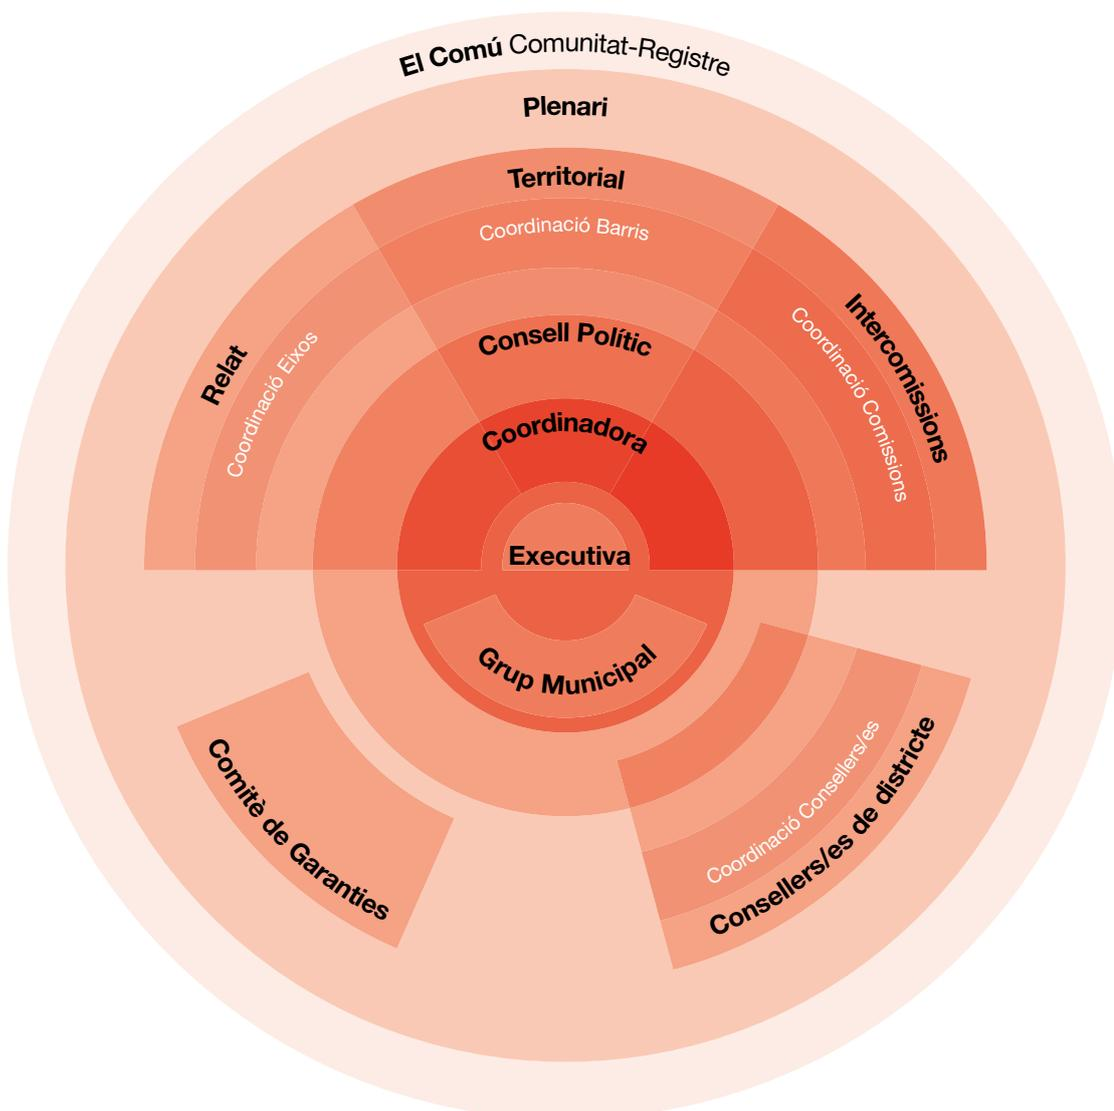 El Comú Comunitat-Registre
Plenari
Territorial
Coordinació Barris
Relat
Coordinació Eixos
Intercomissions
Coordinació Comissions
Consell Polític
Coordinadora
Executiva
Grup Municipal
Comitè de Garanties
Coordinació Consellers/es
Consellers/es de districte